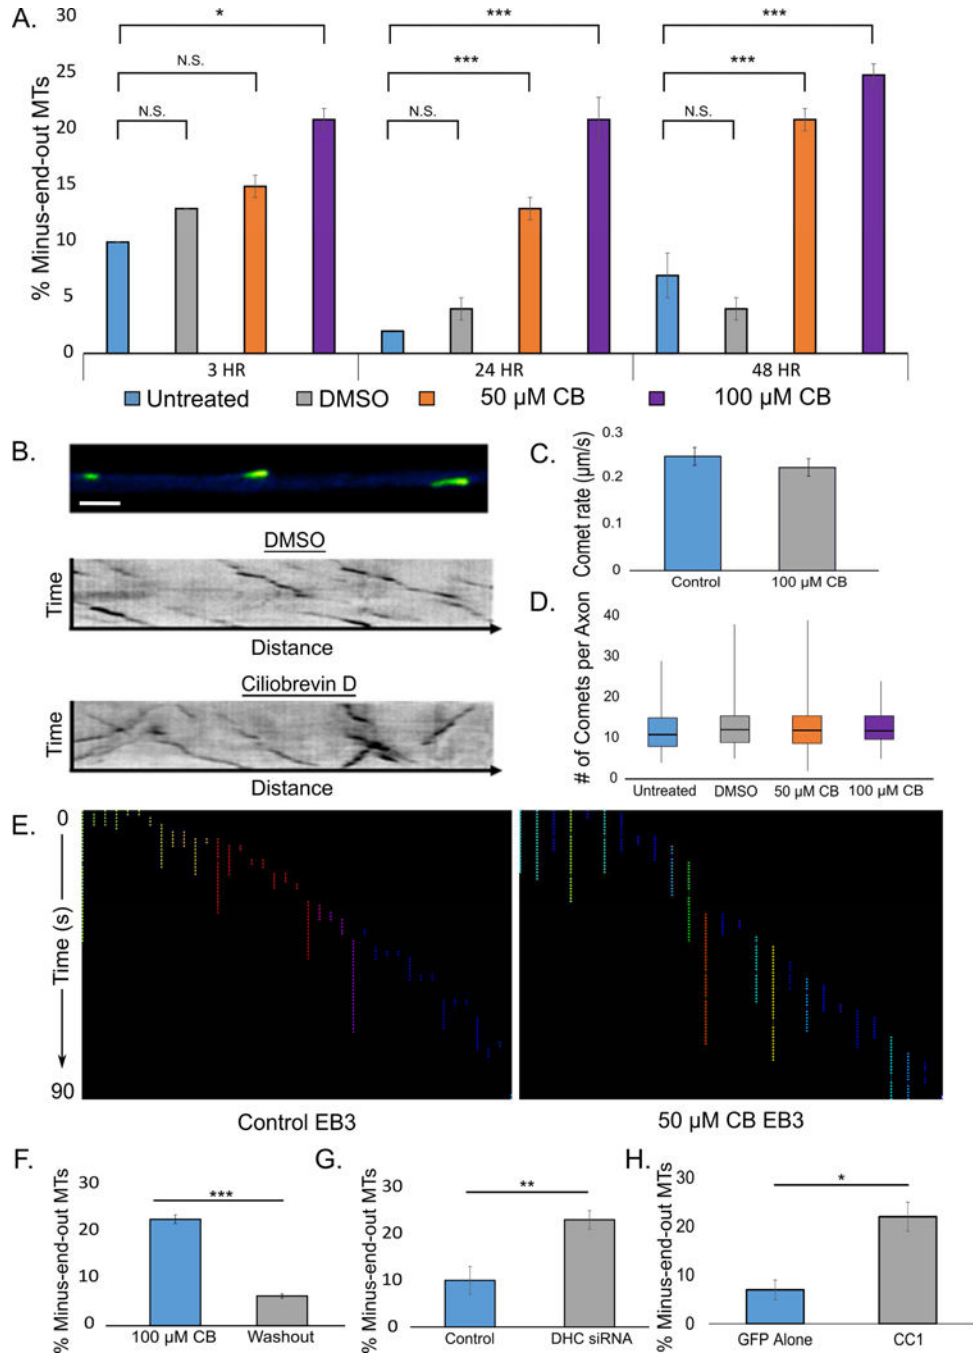 A.
% Minus-end-out MTs
30
25
20
15
10
5
0
* *** ***
N.S. *** ***
N.S. N.S. N.S.
3 HR 24 HR 48 HR
Untreated DMSO 50 µM CB 100 µM CB
B.
DMSO
Time
Distance
Ciliobrevin D
Time
Distance
C.
Comet rate (µm/s)
0.3
0.2
0.1
0
Control 100 µM CB
D.
# of Comets per Axon
40
30
20
10
0
Untreated DMSO 50 µM CB 100 µM CB
E.
0
Time (s)
90
Control EB3 50 µM CB EB3
F.
% Minus-end-out MTs
30
20
10
0
***
100 µM CB Washout
G.
% Minus-end-out MTs
30
20
10
0
**
Control DHC siRNA
H.
% Minus-end-out MTs
30
20
10
0
*
GFP Alone CC1